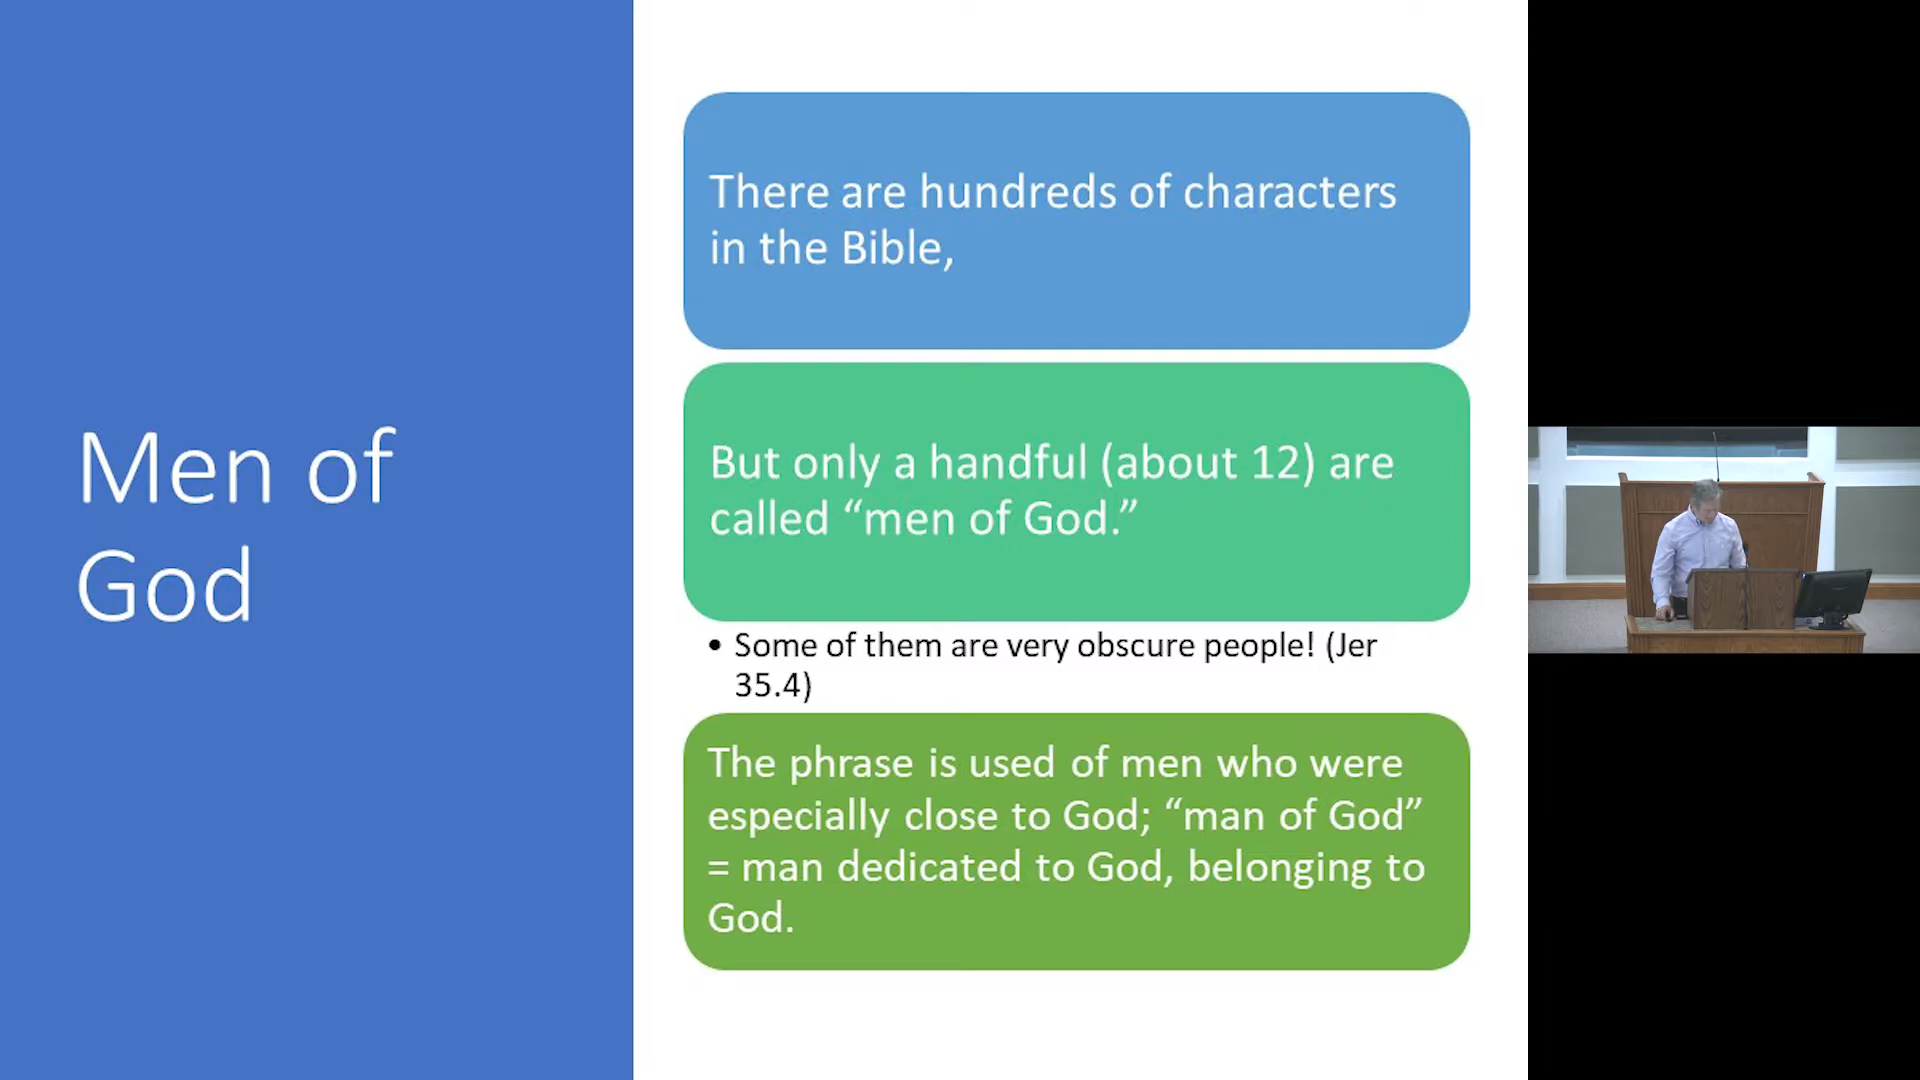 Men of
God
There are hundreds of characters
in the Bible,
But only a handful (about 12) are
called “men of God.”
• Some of them are very obscure people! (Jer
35.4)
The phrase is used of men who were
especially close to God; “man of God”
= man dedicated to God, belonging to
God.